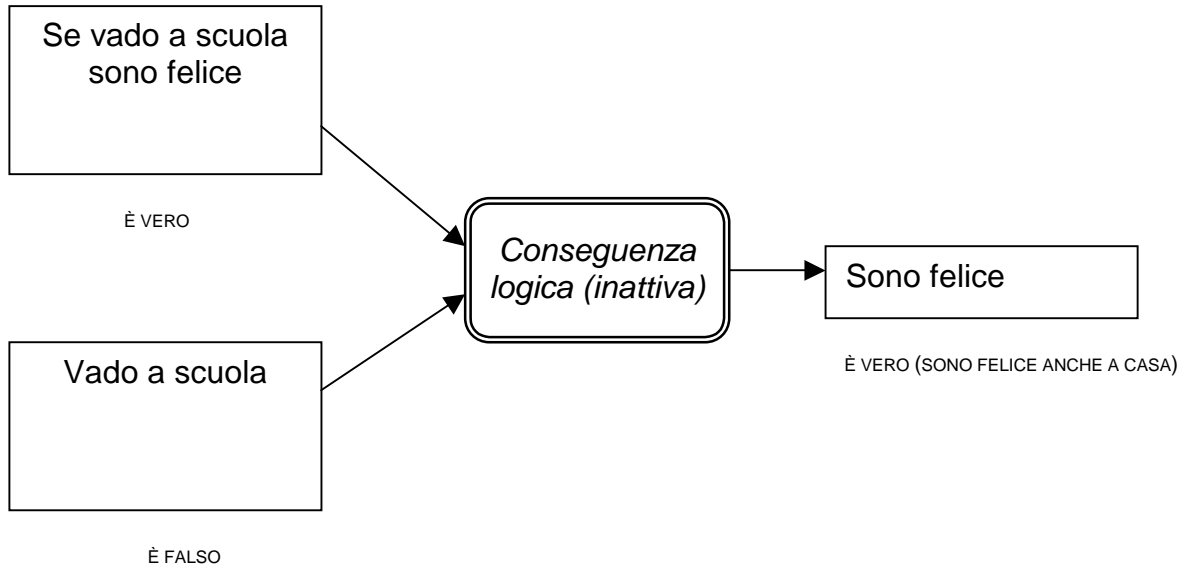 Se vado a scuola
sono felice
È VERO
Conseguenza
logica (inattiva)
Sono felice
È VERO (SONO FELICE ANCHE A CASA)
Vado a scuola
È FALSO